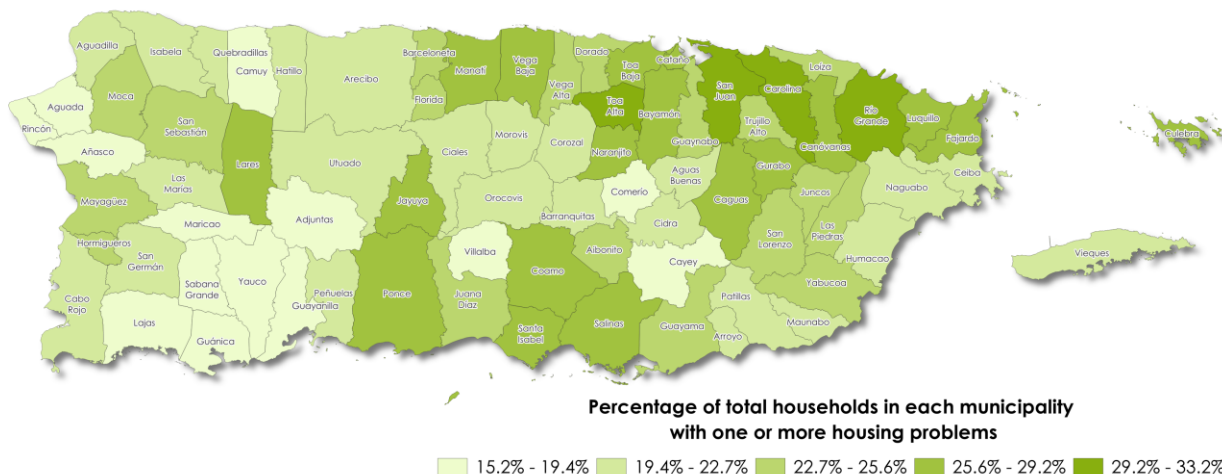 Aguadilla
Isabela
Quebradillas
Camuy
Hatillo
Arecibo
Barceloneta
Manatí
Vega
Baja
Vega
Alta
Dorado
Toa
Baja
Cataño
Loíza
Moca
Aguada
Rincón
Añasco
San
Sebastián
Lares
Florida
Toa
Alta
Bayamón
San
Juan
Carolina
Río
Grande
Luquillo
Fajardo
Culebra
Trujillo
Alto
Guaynabo
Canóvanas
Utuado
Ciales
Morovis
Corozal
Naranjito
Las
Marías
Mayagüez
Maricao
Adjuntas
Jayuya
Orocovis
Barranquitas
Comerío
Aguas
Buenas
Caguas
Gurabo
Juncos
Naguabo
Ceiba
Cidra
Las
Piedras
San
Lorenzo
Humacao
Vieques
Hormigueros
San
Germán
Sabana
Grande
Yauco
Villalba
Coamo
Aibonito
Cayey
Yabucoa
Cabo
Rojo
Lajas
Guánica
Guayanilla
Peñuelas
Ponce
Juana
Díaz
Santa
Isabel
Salinas
Guayama
Patillas
Arroyo
Maunabo
Percentage of total households in each municipality
with one or more housing problems
15.2% - 19.4% 19.4% - 22.7% 22.7% - 25.6% 25.6% - 29.2% 29.2% - 33.2%